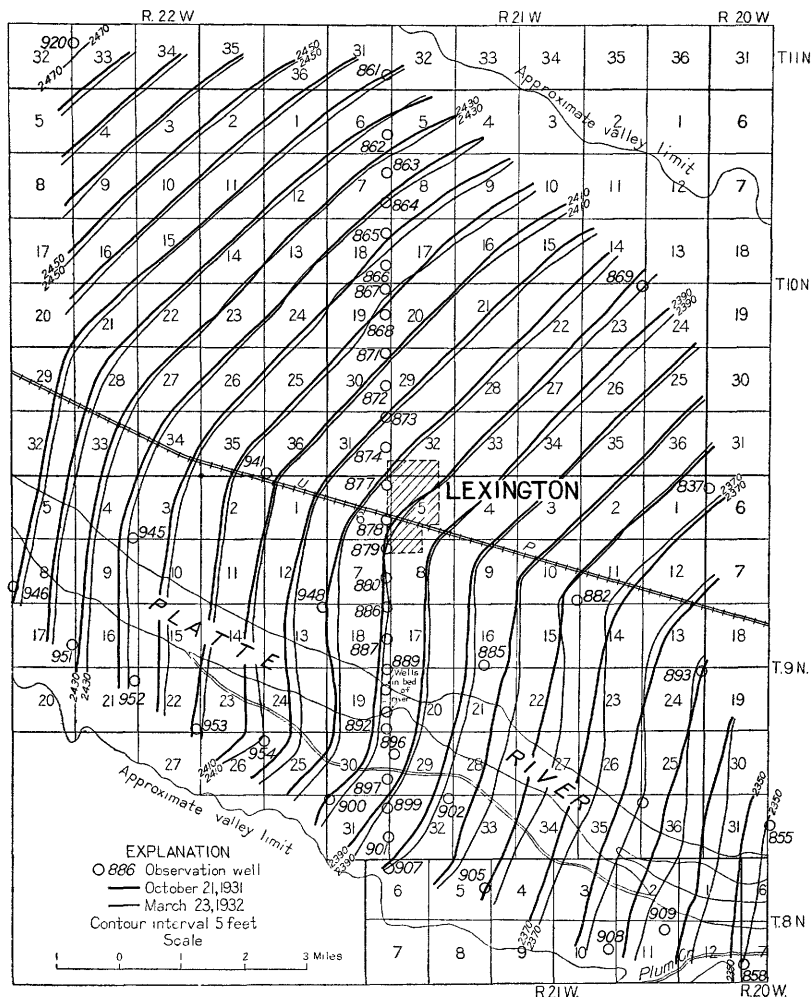 R. 22 W. R. 21 W. R. 20 W.
920 2470
32 33 34 35 2450 31 32 33 34 35 36 31 T.11 N.
2470 2450
36 861
Approximate valley limit
5 4 3 2 1 6 5 2430 4 3 2 1 6
2430
862
863
8 9 10 11 12 7 8 9 10 11 12 7
864
2410
2410
17 16 15 14 13 18 17 16 15 14 13 18
2450
2450
865
866
867
869
T.10 N.
20 21 22 23 24 19 20 21 22 23 24 19
868
2390
2390
871
29 28 27 26 25 30 29 28 27 26 25 30
872
873
32 33 34 35 36 31 32 33 34 35 36 31
874
941
U.
877
LEXINGTON
837
2370
2370
5 4 3 2 1 6 5 4 3 2 1 6
878
945
879
P.
8 9 10 11 12 7 8 9 10 11 12 7
880
946
948
886
882
PLATTE
17 16 15 14 13 18 17 16 15 14 13 18
887
951
885
889
893
T.9 N.
Wells
in bed
of
river
20 21 22 23 24 19 20 21 22 23 24 19
2430
2430
952
892
953
954
896
RIVER
27 26 25 30 29 28 27 26 25 30
2410
2410
Approximate valley limit
897
2350
2350
900
899
902
855
31 32 33 34 35 36 31
901
2390
2390
907
EXPLANATION
886 Observation well
October 21, 1931
March 23, 1932
Contour interval 5 feet
Scale
1 0 1 2 3 Miles
6 5 4 3 2 1 6
905
909
T.8 N.
2370
2370
908
7 8 9 10 11 12 7
Plum Cr.
858
R.21 W. R.20 W.